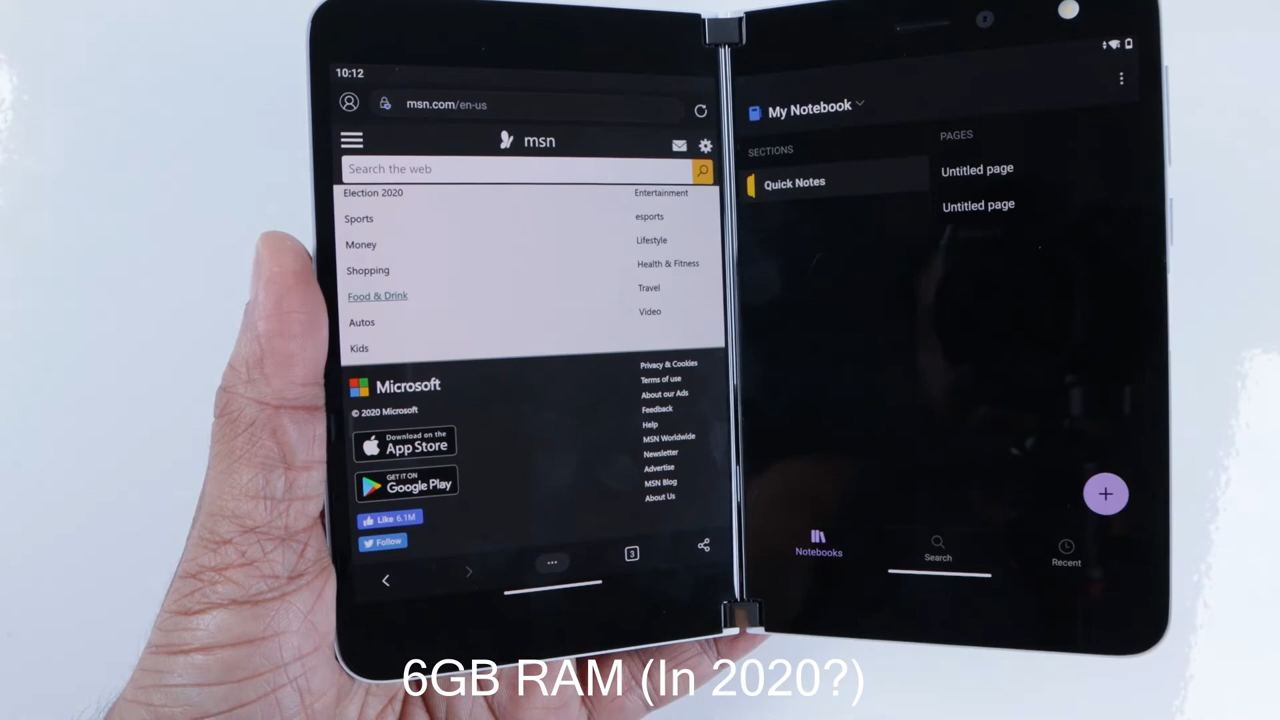 10:12
msn.com/en-us
msn
Search the web
Election 2020
Sports
Money
Shopping
Food & Drink
Autos
Kids
Entertainment
esports
Lifestyle
Health & Fitness
Travel
Video
Microsoft
© 2020 Microsoft
Download on the
App Store
GET IT ON
Google Play
Like 6.1M
Follow
Privacy & Cookies
Terms of use
About our Ads
Feedback
Help
MSN Worldwide
Newsletter
Advertise
MSN Blog
About Us
3
My Notebook
SECTIONS
Quick Notes
PAGES
Untitled page
Untitled page
Notebooks
Search
Recent
6GB RAM (In 2020?)